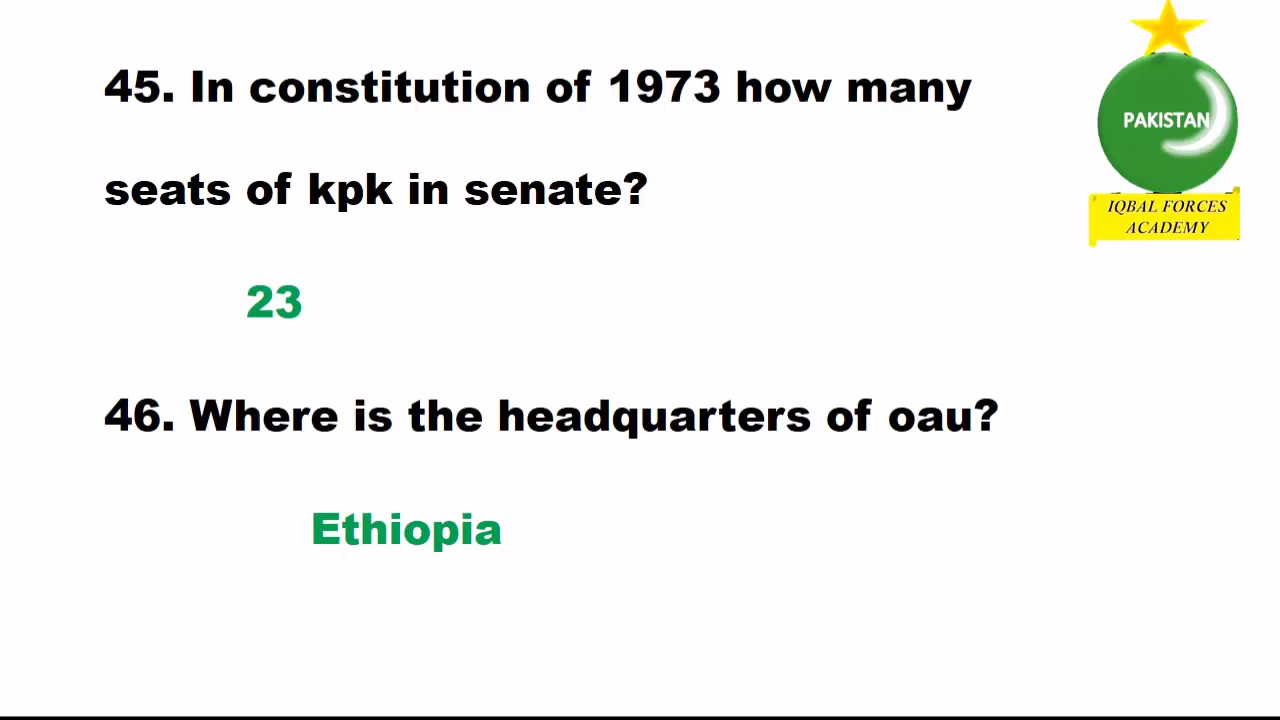 45. In constitution of 1973 how many
seats of kpk in senate?
23
46. Where is the headquarters of oau?
Ethiopia
PAKISTAN
IQBAL FORCES
ACADEMY